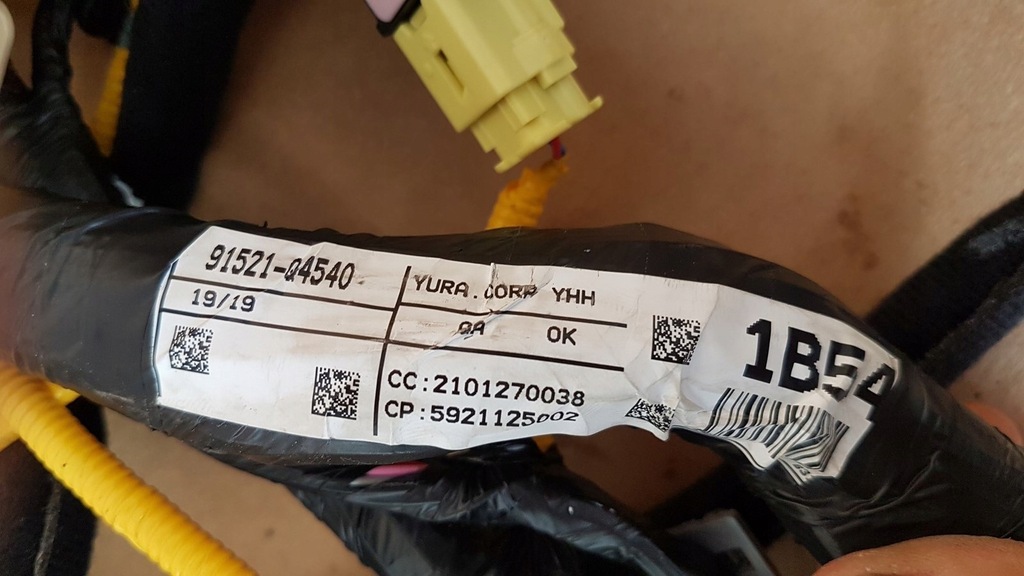 91521-Q4540
19/19
YURA.CORP YHH
QA OK
CC:2101270038
CP:5921125002
1B54